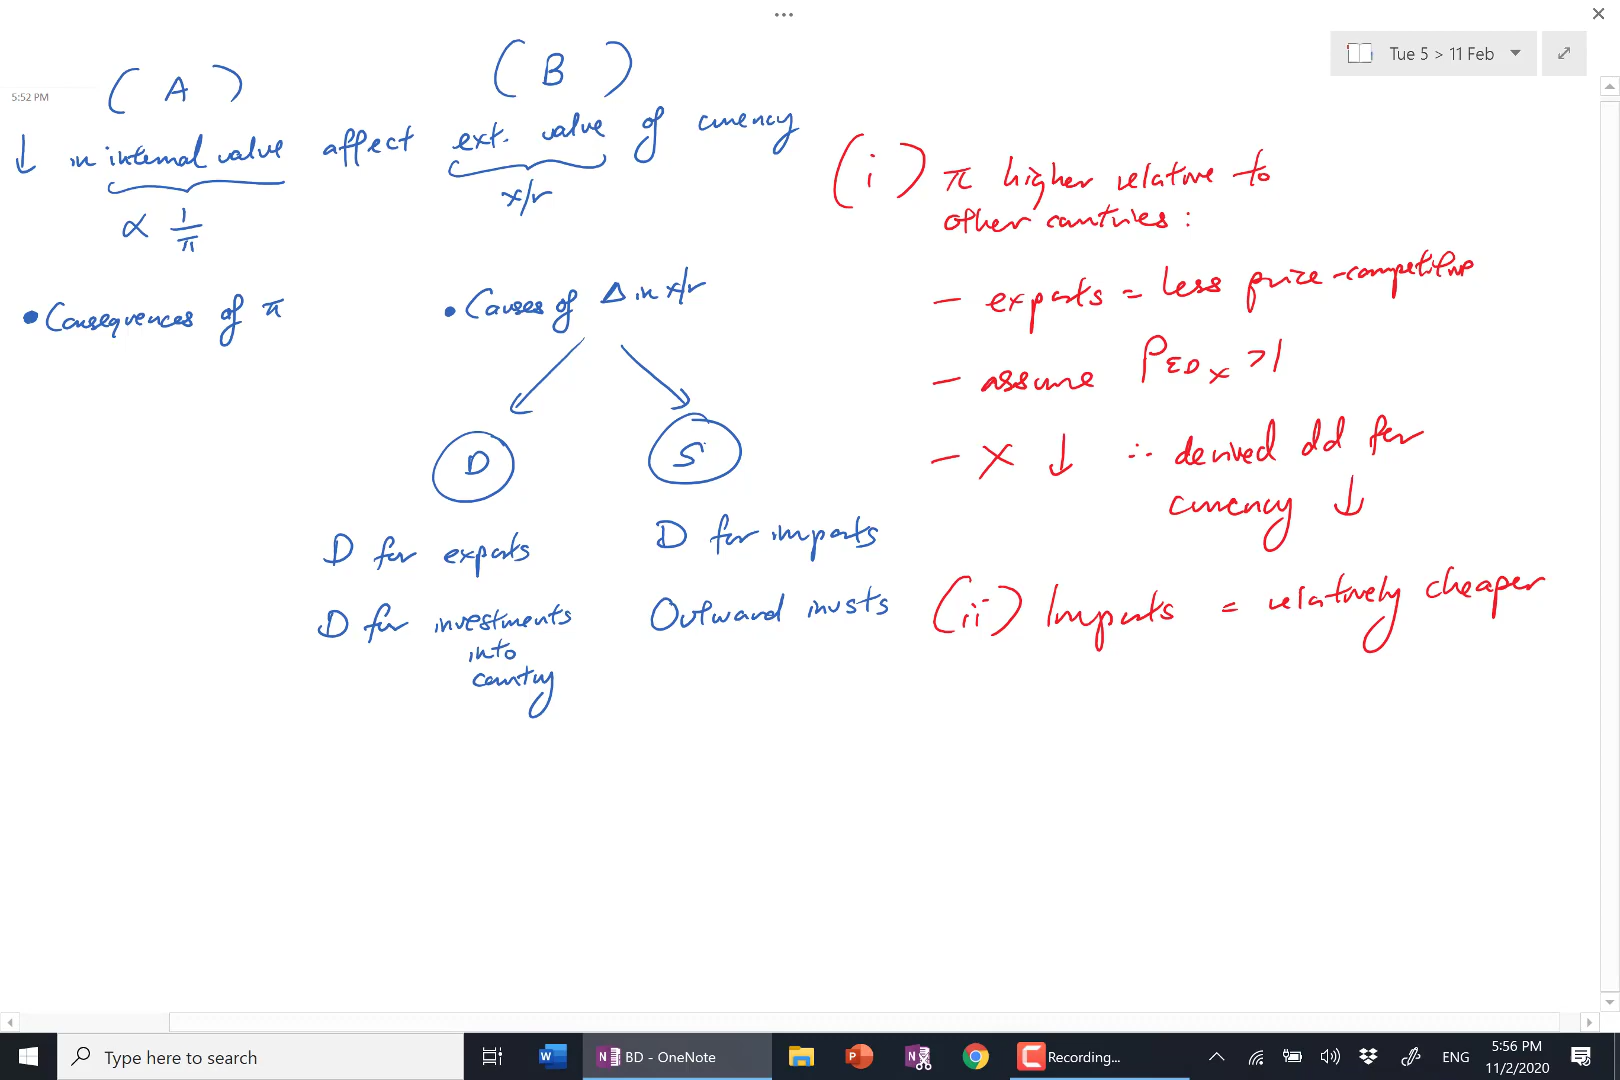 Tue 5 > 11 Feb
5:52 PM
( A )
( B )
↓ in internal value affect ext. value of currency
∝ 1/π
x/r
• Consequences of π
• Causes of Δ in x/r
D
S
D for exports
D for investments
into
country
D for imports
Outward invsts
(i) π higher relative to
other countries:
- exports = less price-competitive
- assume PED x >1
- X ↓ ∴ derived dd for
currency ↓
(ii) Imports = relatively cheaper
Type here to search
BD - OneNote
Recording...
ENG
5:56 PM
11/2/2020